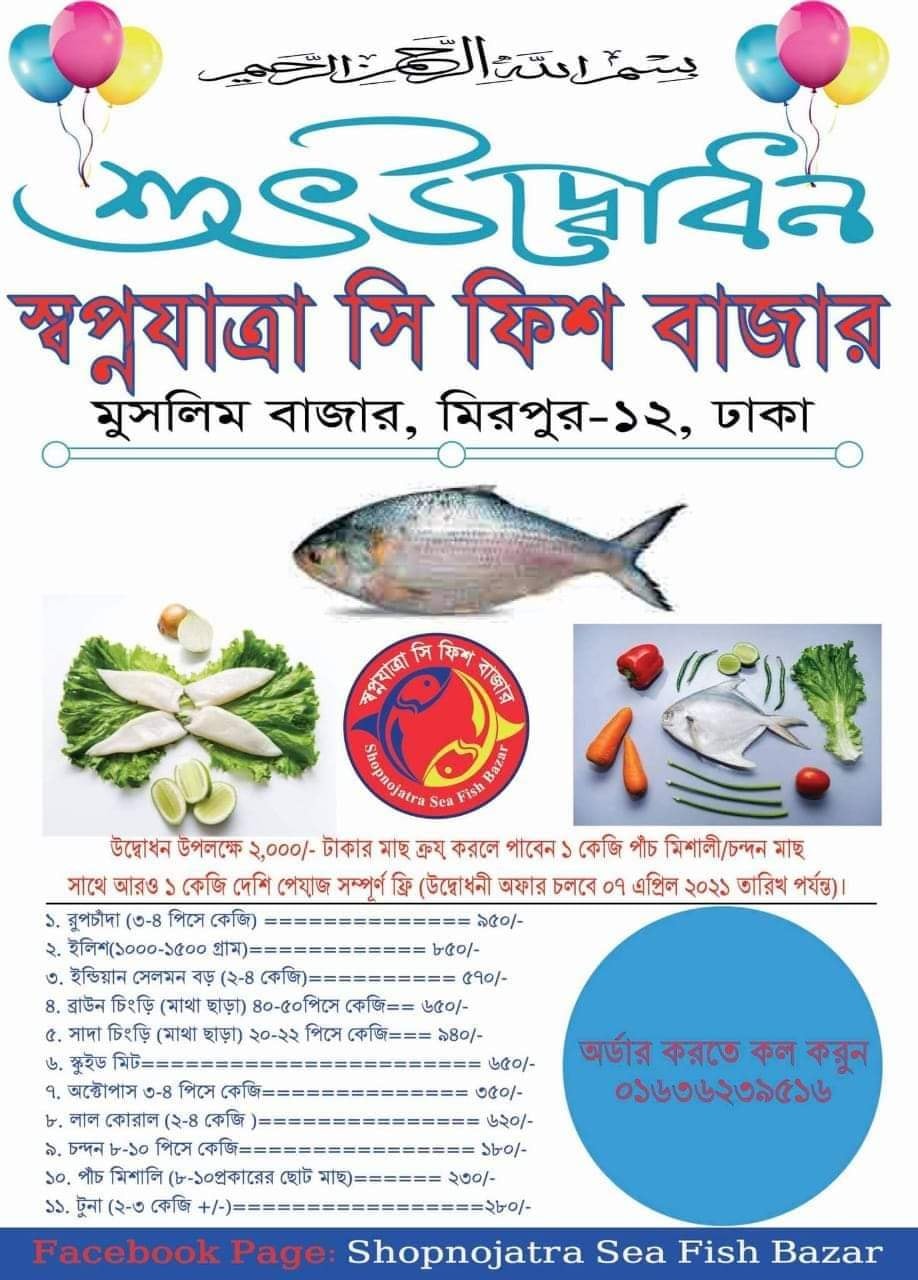 بسم الله الرحمن الرحيم
শুভ উদ্বোধন
স্বপ্নযাত্রা সি ফিশ বাজার
মুসলিম বাজার, মিরপুর-১২, ঢাকা
স্বপ্নযাত্রা সি ফিশ বাজার
Shopnojatra Sea Fish Bazar
উদ্বোধন উপলক্ষে ২,০০০/- টাকার মাছ ক্রয় করলে পাবেন ১ কেজি পাঁচ মিশালী/চন্দন মাছ
সাথে আরও ১ কেজি দেশি পেয়াজ সম্পূর্ণ ফ্রি (উদ্বোধনী অফার চলবে ০৭ এপ্রিল ২০২১ তারিখ পর্যন্ত)।
১. রুপচাঁদা (৩-৪ পিসে কেজি) =============== ৯৫০/-
২. ইলিশ(১০০০-১৫০০ গ্রাম)============= ৮৫০/-
৩. ইন্ডিয়ান সেলমন বড় (২-৪ কেজি)========== ৫৭০/-
৪. ব্রাউন চিংড়ি (মাথা ছাড়া) ৪০-৫০পিসে কেজি== ৬৫০/-
৫. সাদা চিংড়ি (মাথা ছাড়া) ২০-২২ পিসে কেজি=== ৯৪০/-
৬. স্কুইড মিট======================== ৬৫০/-
৭. অক্টোপাস ৩-৪ পিসে কেজি=============== ৩৫০/-
৮. লাল কোরাল (২-৪ কেজি )================ ৬২০/-
৯. চন্দন ৮-১০ পিসে কেজি================= ১৮০/-
১০. পাঁচ মিশালি (৮-১০প্রকারের ছোট মাছ)====== ২৩০/-
১১. টুনা (২-৩ কেজি +/-)==================২৮০/-
অর্ডার করতে কল করুন
০১৬৩৬২৩৯৫১৬
Facebook Page: Shopnojatra Sea Fish Bazar